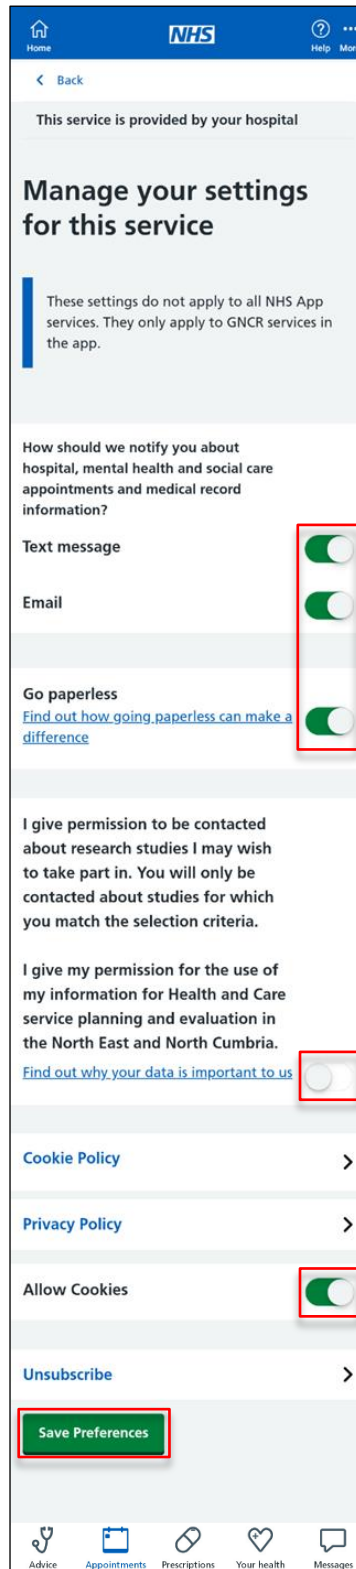 NHS
Home
Help Mor
Back
This service is provided by your hospital
Manage your settings
for this service
These settings do not apply to all NHS App
services. They only apply to GNCR services in
the app.
How should we notify you about
hospital, mental health and social care
appointments and medical record
information?
Text message
Email
Go paperless
Find out how going paperless can make a
difference
I give permission to be contacted
about research studies I may wish
to take part in. You will only be
contacted about studies for which
you match the selection criteria.
I give my permission for the use of
my information for Health and Care
service planning and evaluation in
the North East and North Cumbria.
Find out why your data is important to us
Cookie Policy
Privacy Policy
Allow Cookies
Unsubscribe
Save Preferences
Advice Appointments Prescriptions Your health Messages